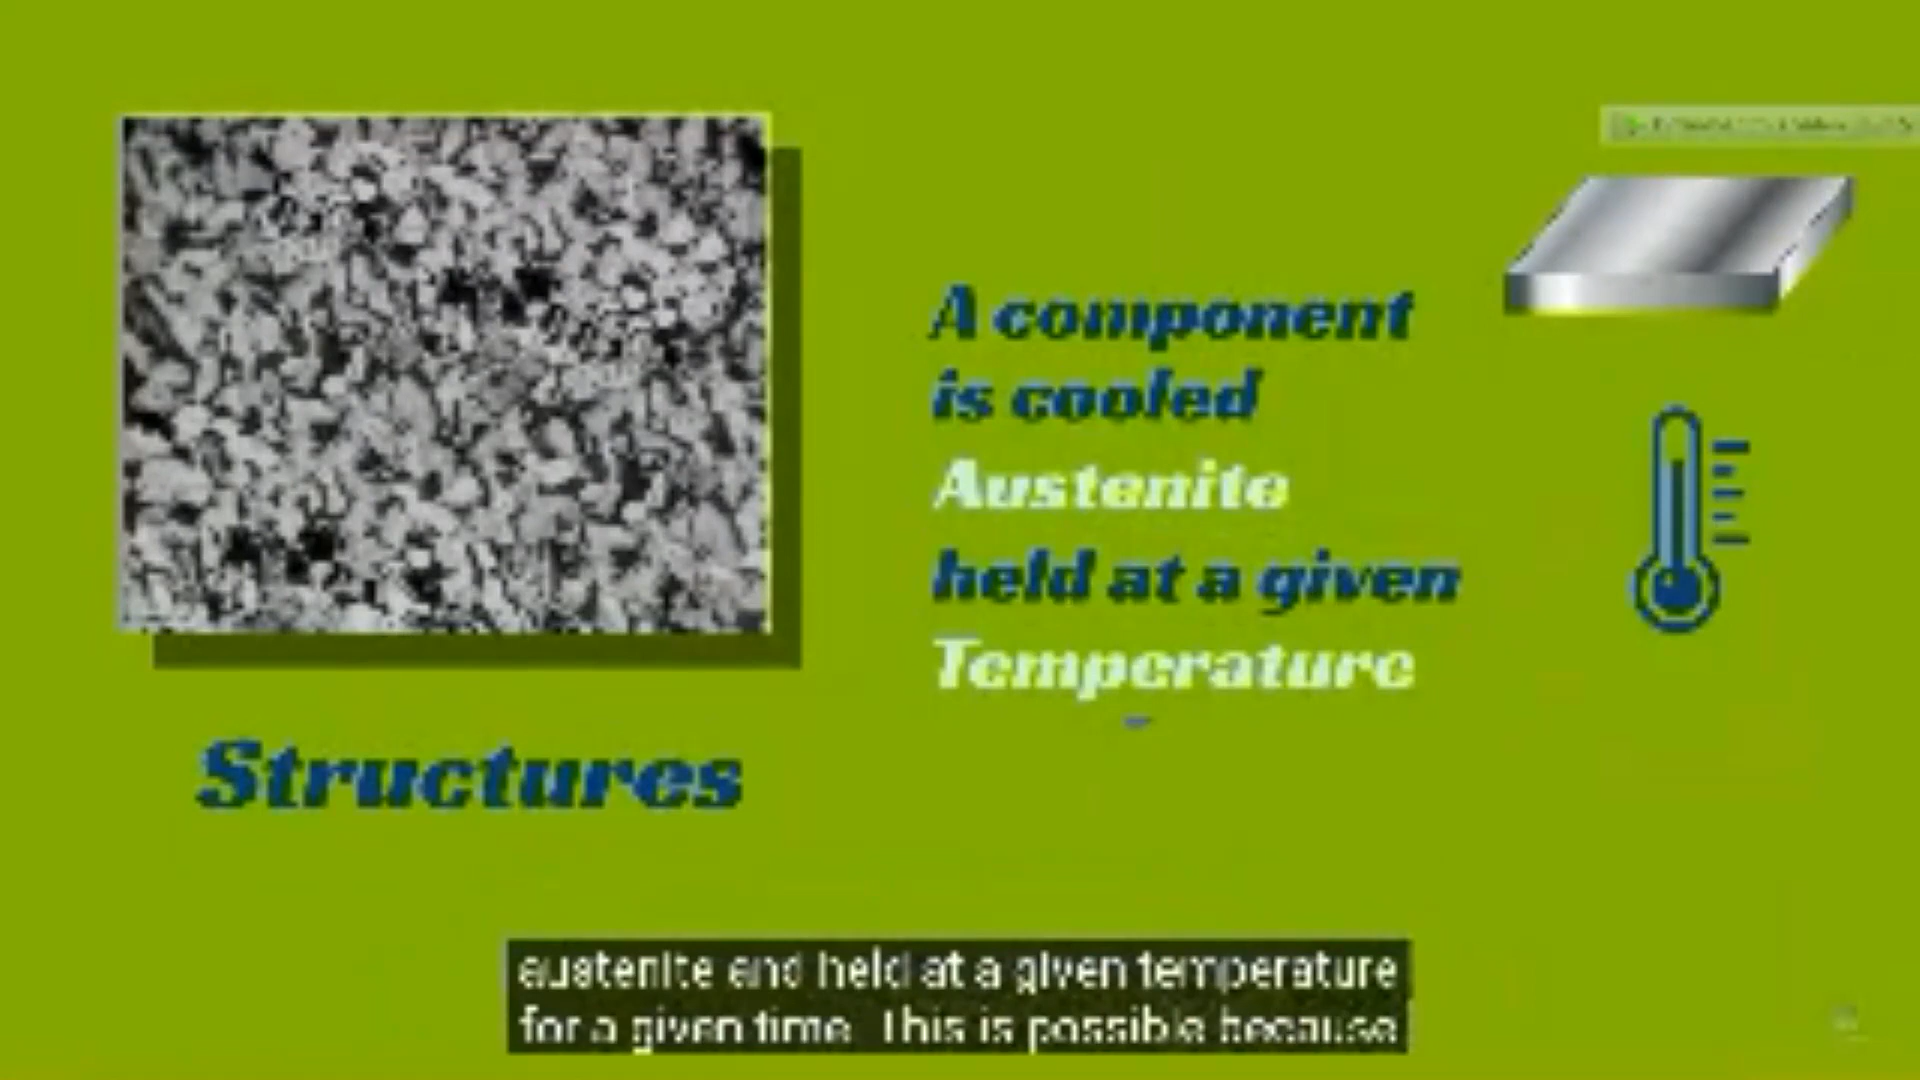 A component
is cooled
Austenite
held at a given
Temperature
Structures
austenite and held at a given temperature
for a given time. This is possible because